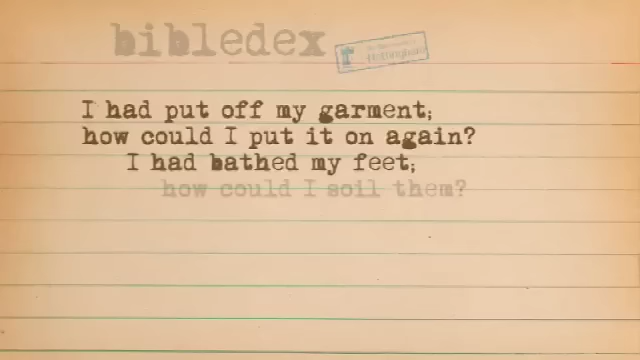 bibledex
Nottingham
I had put off my garment;
how could I put it on again?
I had bathed my feet;
how could I soil them?